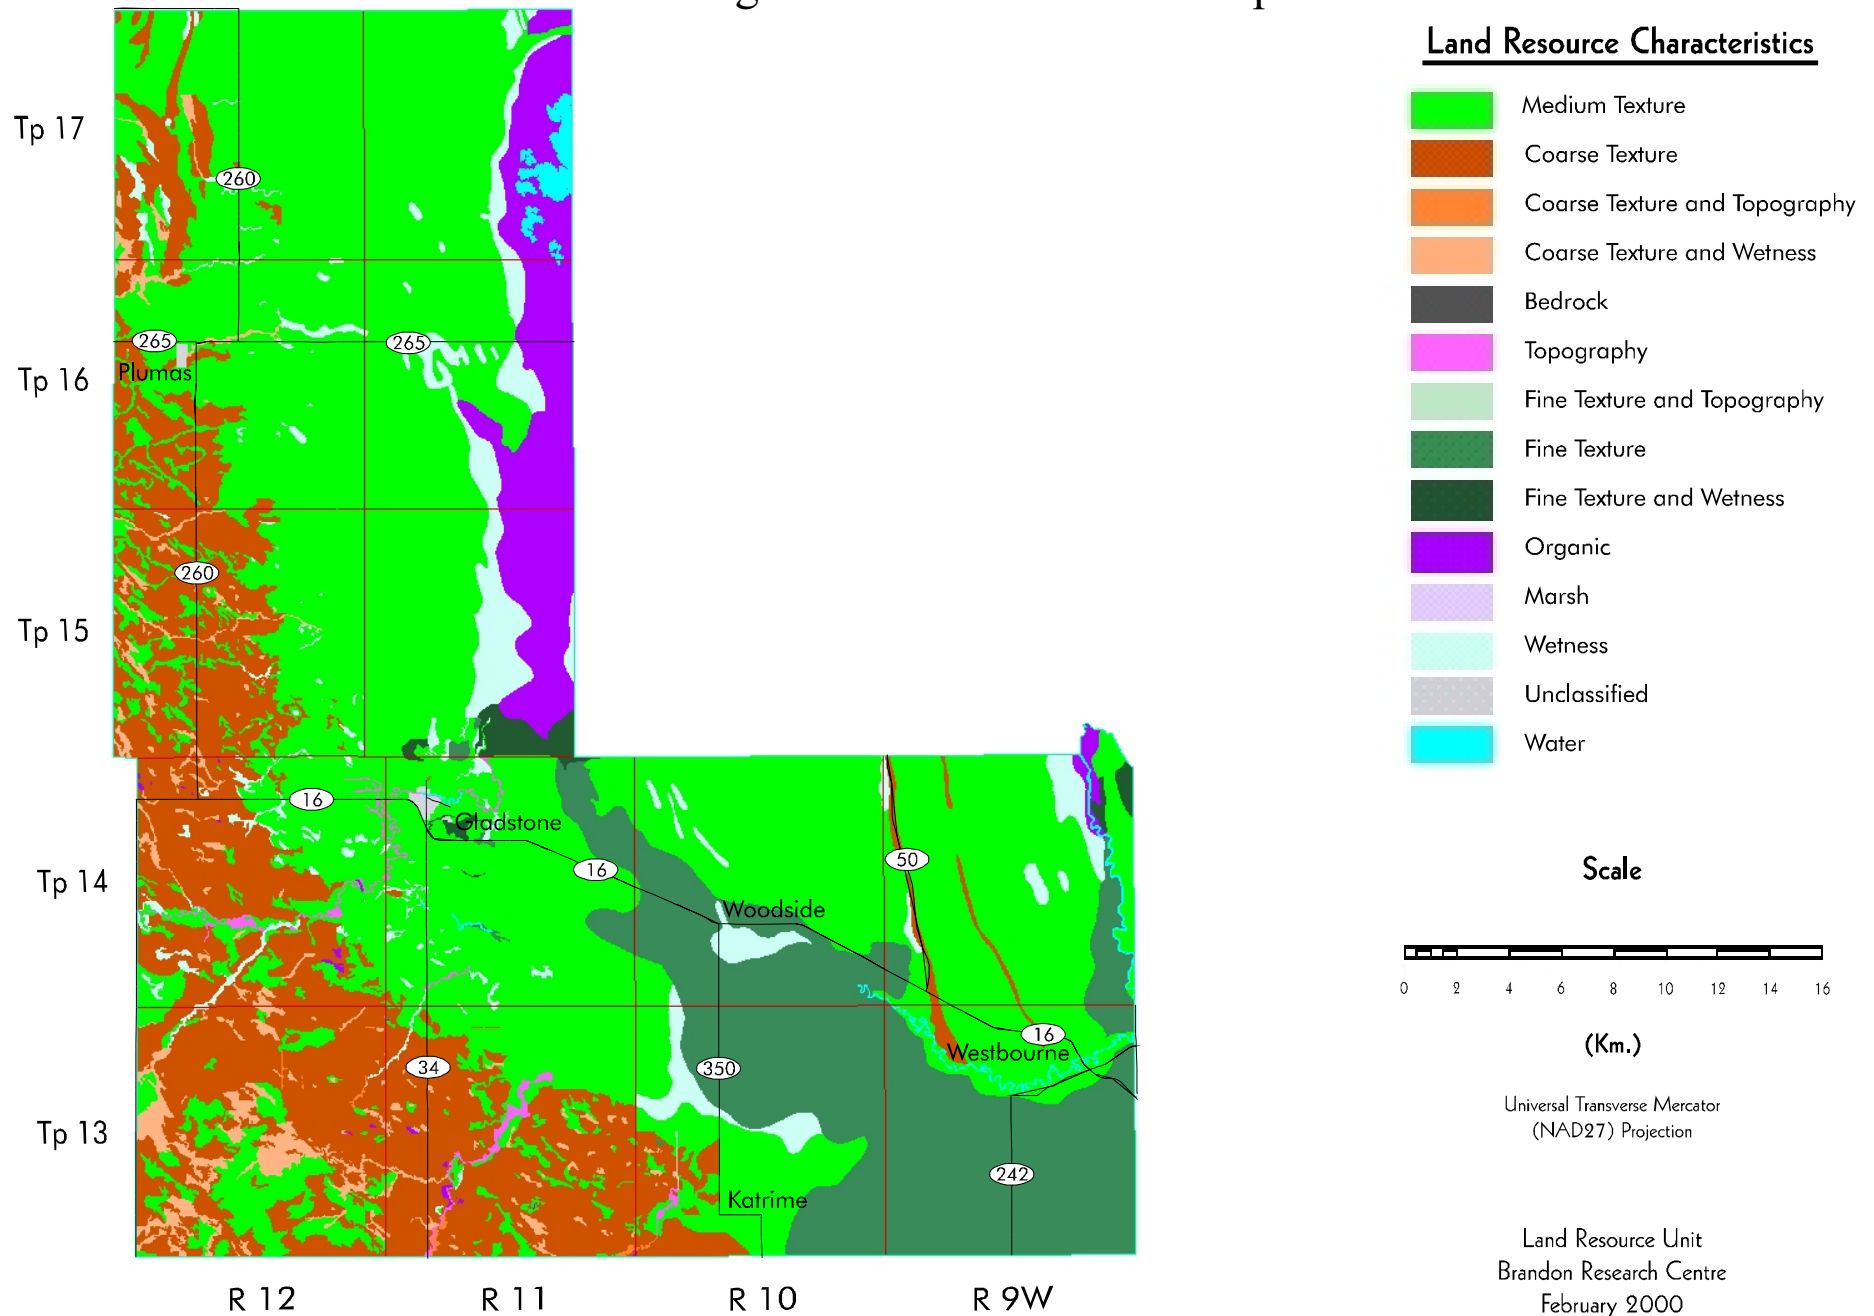 Land Resource Characteristics
Medium Texture
Coarse Texture
Coarse Texture and Topography
Coarse Texture and Wetness
Bedrock
Topography
Fine Texture and Topography
Fine Texture
Fine Texture and Wetness
Organic
Marsh
Wetness
Unclassified
Water
Tp 17
260
265
265
Plumas
Tp 16
260
Tp 15
16
Gladstone
16
50
Tp 14
Woodside
16
Westbourne
34
350
Tp 13
242
Katrime
R 12
R 11
R 10
R 9W
Scale
0 2 4 6 8 10 12 14 16
(Km.)
Universal Transverse Mercator
(NAD27) Projection
Land Resource Unit
Brandon Research Centre
February 2000